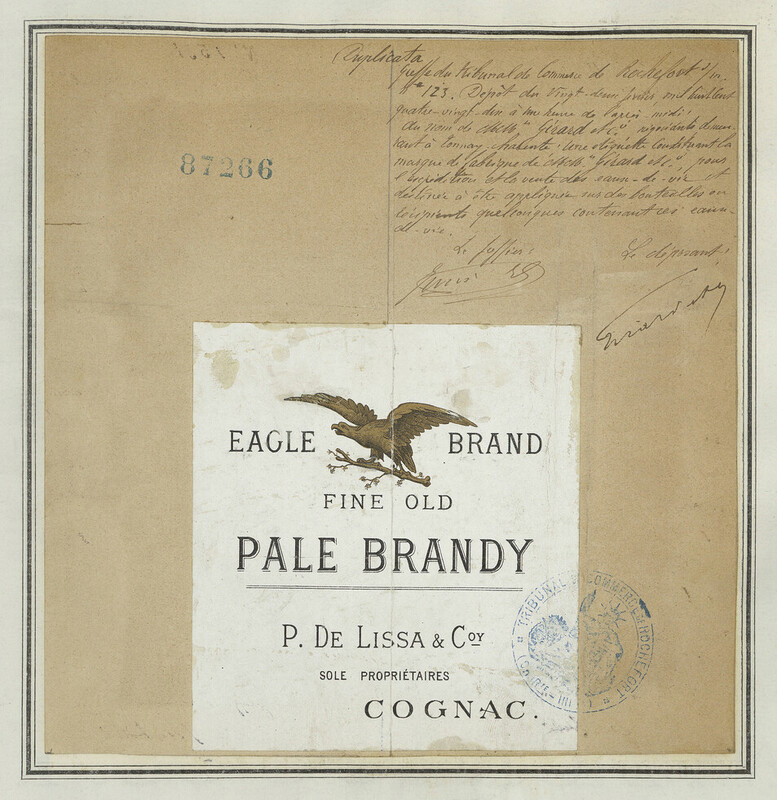 Duplicata
Greffe du tribunal de Commerce de Rochefort s/m
N° 123. Dépôt du vingt-deux juillet mil huit cent
quatre-vingt-dix à une heure de l'après-midi
au nom de MM. Girard et Cie négociants demeu-
rant à Tonnay-Charente: une étiquette constituant la
marque de fabrique de MM. Girard et Cie, pour
l'expédition et la vente des eaux-de-vie et
destinée à être appliquée sur des bouteilles ou
récipients quelconques contenant ces eaux-
de-vie.
Le Greffier:
Le déposant:
87266
EAGLE BRAND
FINE OLD
PALE BRANDY
P. DE LISSA & COY
SOLE PROPRIÉTAIRES
COGNAC.
TRIBUNAL DE COMMERCE DE ROCHEFORT